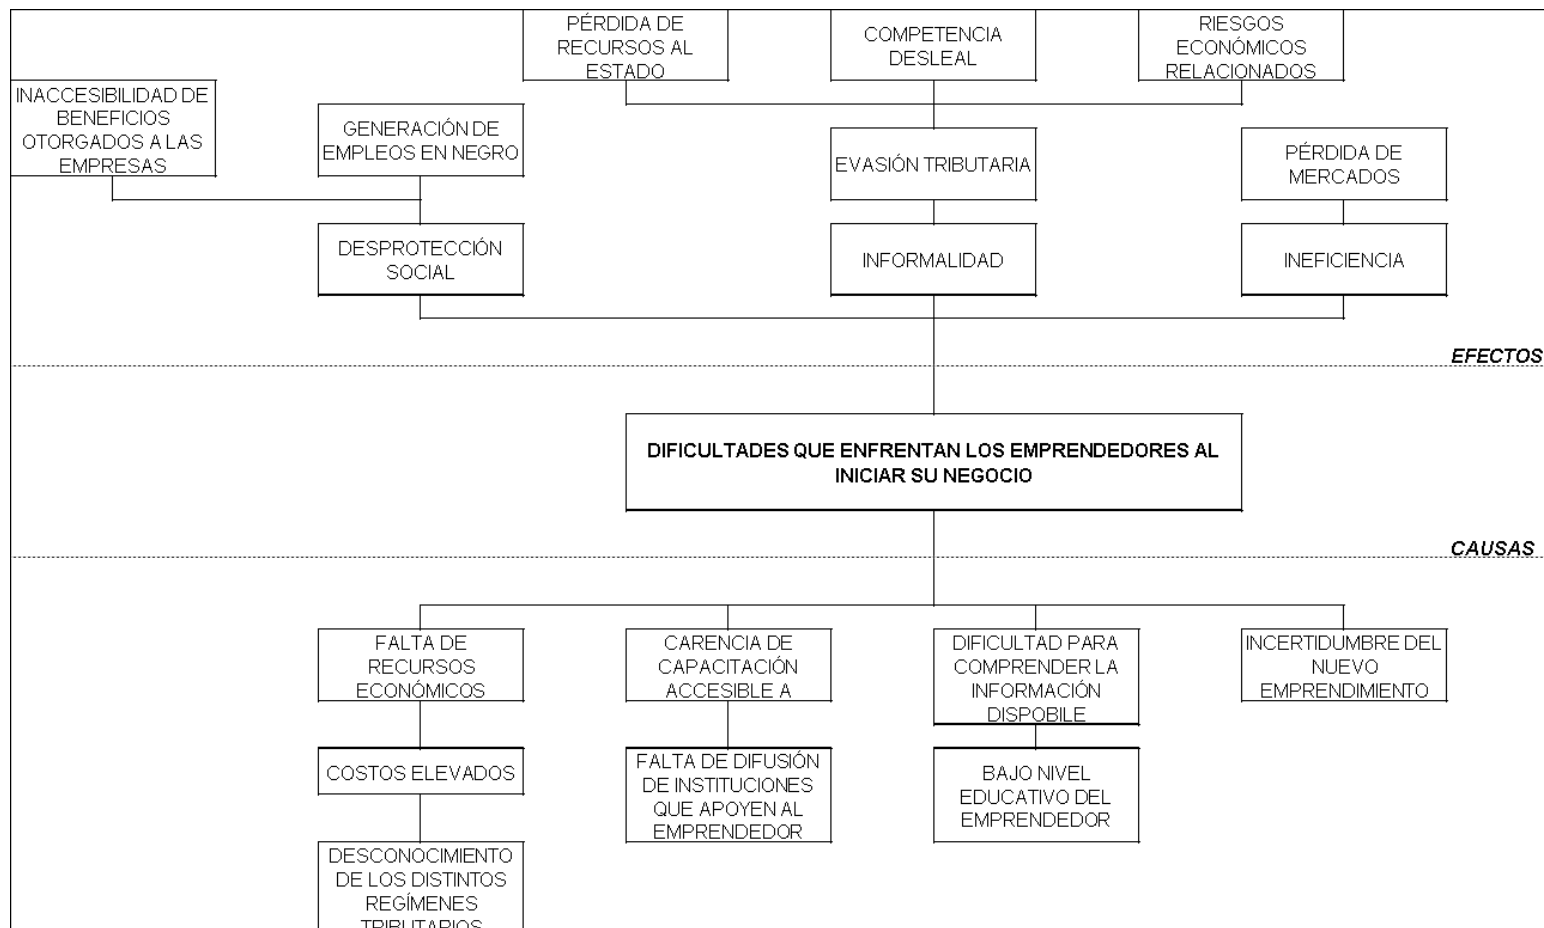 PÉRDIDA DE
RECURSOS AL
ESTADO
COMPETENCIA
DESLEAL
RIESGOS
ECONÓMICOS
RELACIONADOS
INACCESIBILIDAD DE
BENEFICIOS
OTORGADOS A LAS
EMPRESAS
GENERACIÓN DE
EMPLEOS EN NEGRO
EVASIÓN TRIBUTARIA
PÉRDIDA DE
MERCADOS
DESPROTECCIÓN
SOCIAL
INFORMALIDAD
INEFICIENCIA
EFECTOS
DIFICULTADES QUE ENFRENTAN LOS EMPRENDEDORES AL
INICIAR SU NEGOCIO
CAUSAS
FALTA DE
RECURSOS
ECONÓMICOS
CARENCIA DE
CAPACITACIÓN
ACCESIBLE A
DIFICULTAD PARA
COMPRENDER LA
INFORMACIÓN
DISPOBILE
INCERTIDUMBRE DEL
NUEVO
EMPRENDIMIENTO
COSTOS ELEVADOS
FALTA DE DIFUSIÓN
DE INSTITUCIONES
QUE APOYEN AL
EMPRENDEDOR
BAJO NIVEL
EDUCATIVO DEL
EMPRENDEDOR
DESCONOCIMIENTO
DE LOS DISTINTOS
REGÍMENES
TRIBUTARIOS